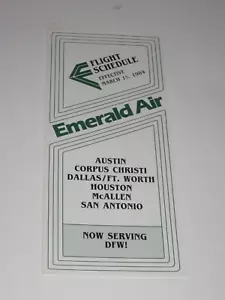 FLIGHT
SCHEDULE
EFFECTIVE
MARCH 15, 1984
Emerald Air
AUSTIN
CORPUS CHRISTI
DALLAS/FT. WORTH
HOUSTON
McALLEN
SAN ANTONIO
NOW SERVING
DFW!